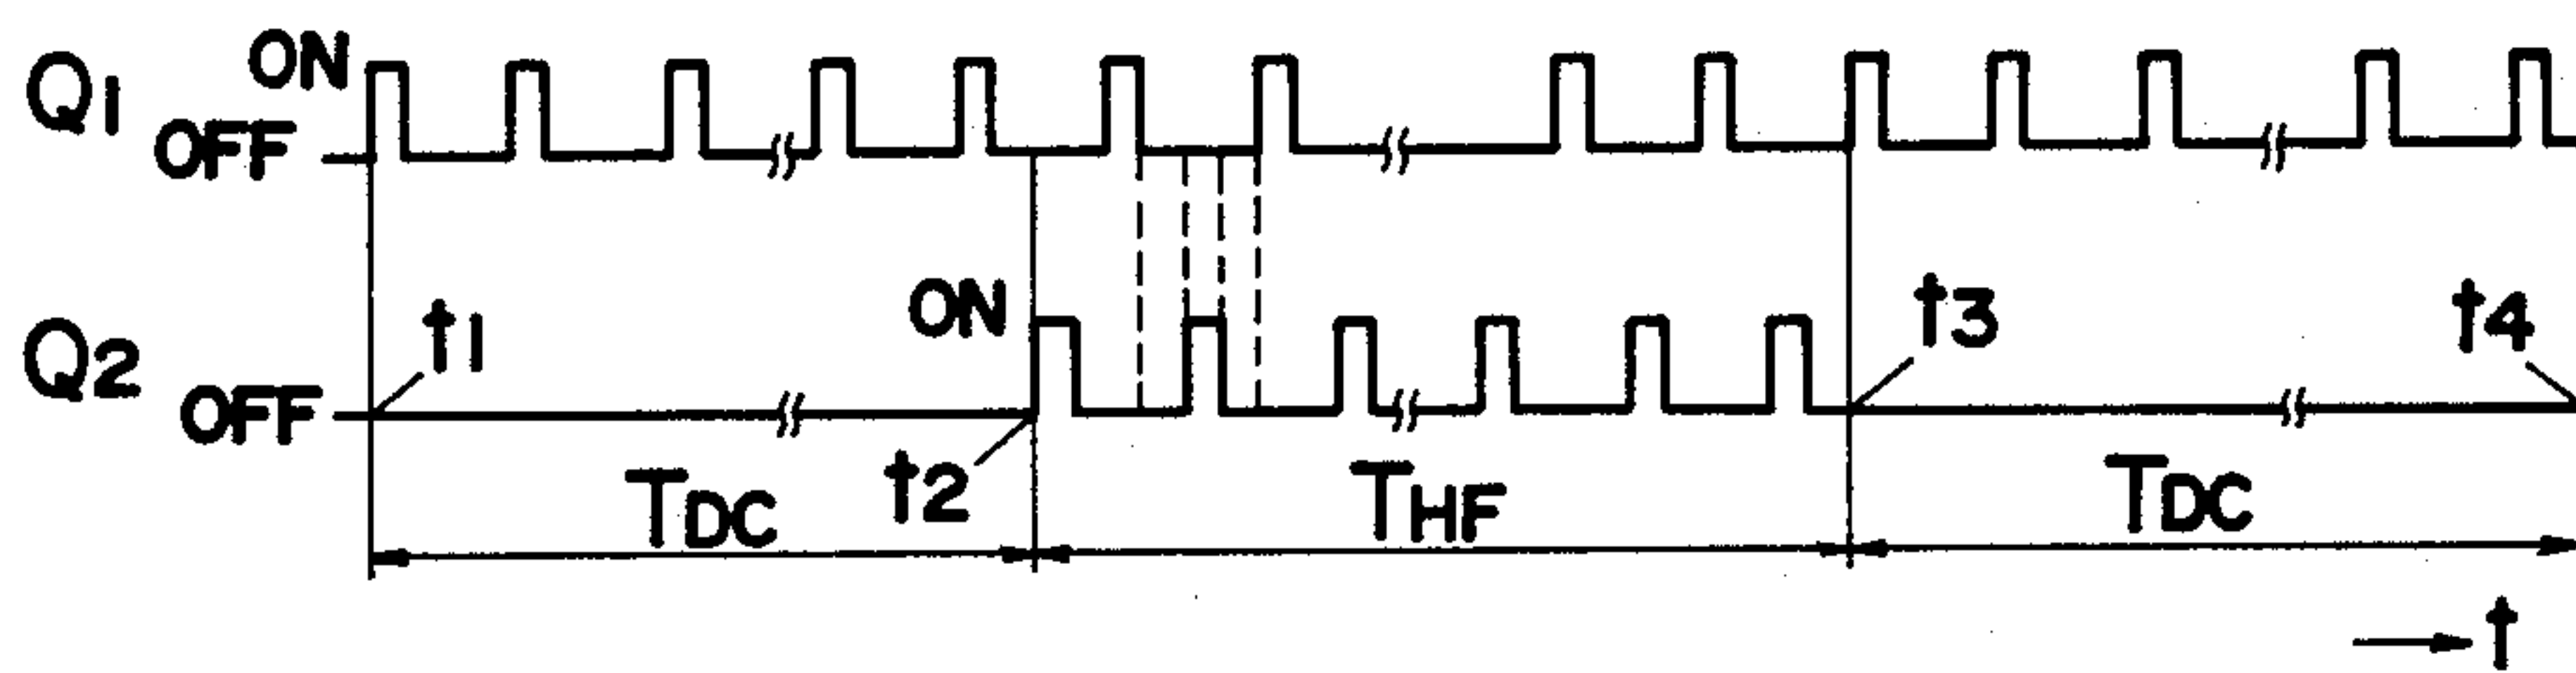 Q1 ON
OFF
Q2 ON
OFF
t1
t2
t3
t4
TDC
THF
TDC
t